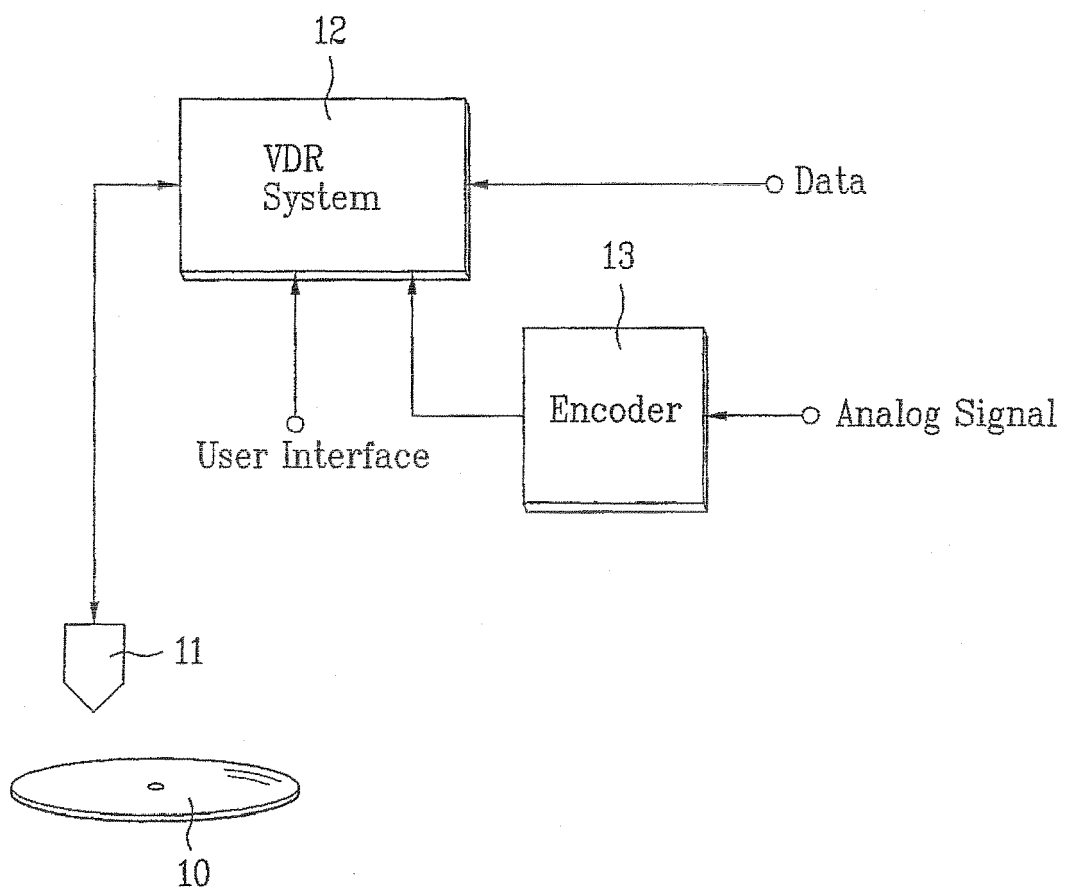 12
VDR
System
Data
13
Encoder
Analog Signal
User Interface
11
10